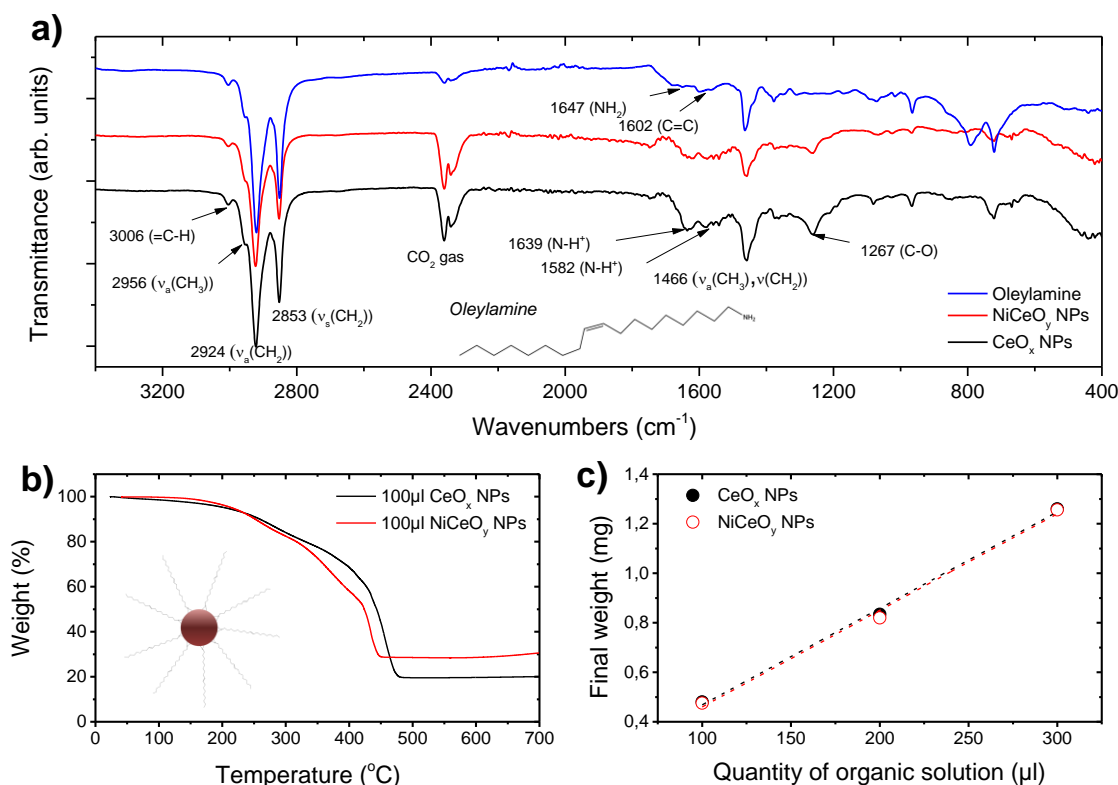 a)
Transmittance (arb. units)
1647 (NH2)
1602 (C=C)
3006 (=C-H)
2956 (νa(CH3))
2924 (νa(CH2))
2853 (νs(CH2))
CO2 gas
1639 (N-H+)
1582 (N-H+)
1466 (νa(CH3),ν(CH2))
1267 (C-O)
Oleylamine
NH2
Oleylamine
NiCeOy NPs
CeOx NPs
3200 2800 2400 2000 1600 1200 800 400
Wavenumbers (cm-1)
b)
Weight (%)
100
80
60
40
20
0
100µl CeOx NPs
100µl NiCeOy NPs
0 100 200 300 400 500 600 700
Temperature (oC)
c)
Final weight (mg)
1,4
1,2
1,0
0,8
0,6
0,4
CeOx NPs
NiCeOy NPs
100 150 200 250 300
Quantity of organic solution (µl)